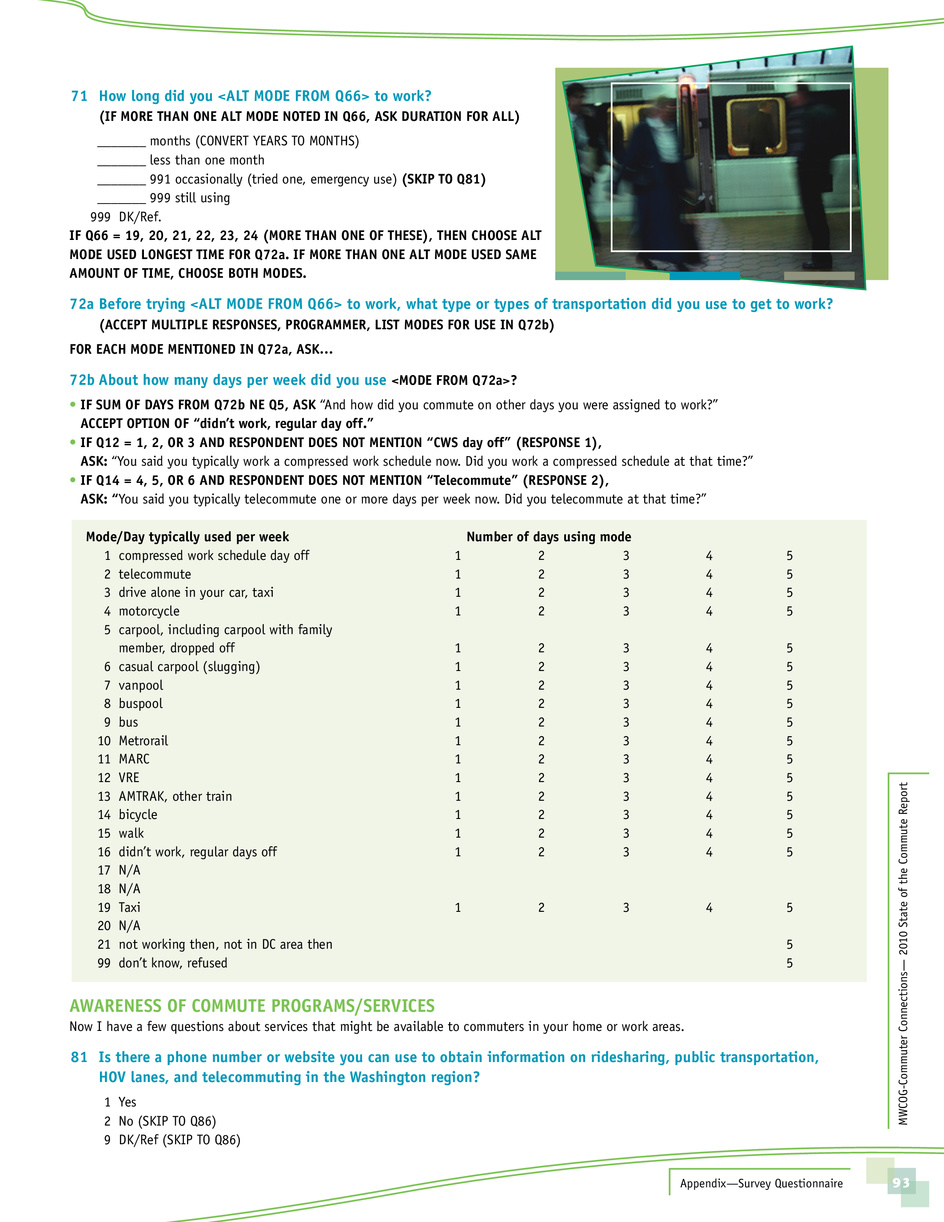 71 How long did you <ALT MODE FROM Q66> to work?
(IF MORE THAN ONE ALT MODE NOTED IN Q66, ASK DURATION FOR ALL)
_______ months (CONVERT YEARS TO MONTHS)
_______ less than one month
_______ 991 occasionally (tried one, emergency use) (SKIP TO Q81)
_______ 999 still using
999 DK/Ref.
IF Q66 = 19, 20, 21, 22, 23, 24 (MORE THAN ONE OF THESE), THEN CHOOSE ALT
MODE USED LONGEST TIME FOR Q72a. IF MORE THAN ONE ALT MODE USED SAME
AMOUNT OF TIME, CHOOSE BOTH MODES.
72a Before trying <ALT MODE FROM Q66> to work, what type or types of transportation did you use to get to work?
(ACCEPT MULTIPLE RESPONSES, PROGRAMMER, LIST MODES FOR USE IN Q72b)
FOR EACH MODE MENTIONED IN Q72a, ASK...
72b About how many days per week did you use <MODE FROM Q72a>?
• IF SUM OF DAYS FROM Q72b NE Q5, ASK “And how did you commute on other days you were assigned to work?”
ACCEPT OPTION OF “didn’t work, regular day off.”
• IF Q12 = 1, 2, OR 3 AND RESPONDENT DOES NOT MENTION “CWS day off” (RESPONSE 1),
ASK: “You said you typically work a compressed work schedule now. Did you work a compressed schedule at that time?”
• IF Q14 = 4, 5, OR 6 AND RESPONDENT DOES NOT MENTION “Telecommute” (RESPONSE 2),
ASK: “You said you typically telecommute one or more days per week now. Did you telecommute at that time?”
Mode/Day typically used per week Number of days using mode
1 compressed work schedule day off 1 2 3 4 5
2 telecommute 1 2 3 4 5
3 drive alone in your car, taxi 1 2 3 4 5
4 motorcycle 1 2 3 4 5
5 carpool, including carpool with family
member, dropped off 1 2 3 4 5
6 casual carpool (slugging) 1 2 3 4 5
7 vanpool 1 2 3 4 5
8 buspool 1 2 3 4 5
9 bus 1 2 3 4 5
10 Metrorail 1 2 3 4 5
11 MARC 1 2 3 4 5
12 VRE 1 2 3 4 5
13 AMTRAK, other train 1 2 3 4 5
14 bicycle 1 2 3 4 5
15 walk 1 2 3 4 5
16 didn’t work, regular days off 1 2 3 4 5
17 N/A
18 N/A
19 Taxi 1 2 3 4 5
20 N/A
21 not working then, not in DC area then 5
99 don’t know, refused 5
AWARENESS OF COMMUTE PROGRAMS/SERVICES
Now I have a few questions about services that might be available to commuters in your home or work areas.
81 Is there a phone number or website you can use to obtain information on ridesharing, public transportation,
HOV lanes, and telecommuting in the Washington region?
1 Yes
2 No (SKIP TO Q86)
9 DK/Ref (SKIP TO Q86)
MWCOG-Commuter Connections— 2010 State of the Commute Report
Appendix—Survey Questionnaire 93